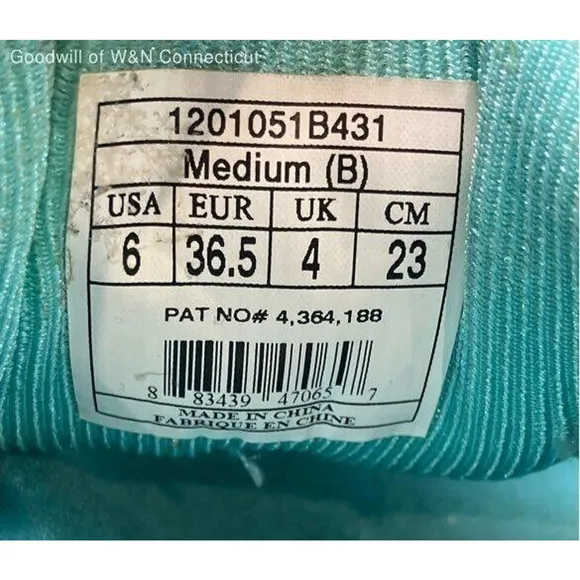 Goodwill of W&N Connecticut
1201051B431
Medium (B)
USA EUR UK CM
6 36.5 4 23
PAT NO# 4,364,188
8 83439 47065 7
MADE IN CHINA
FABRIQUE EN CHINE